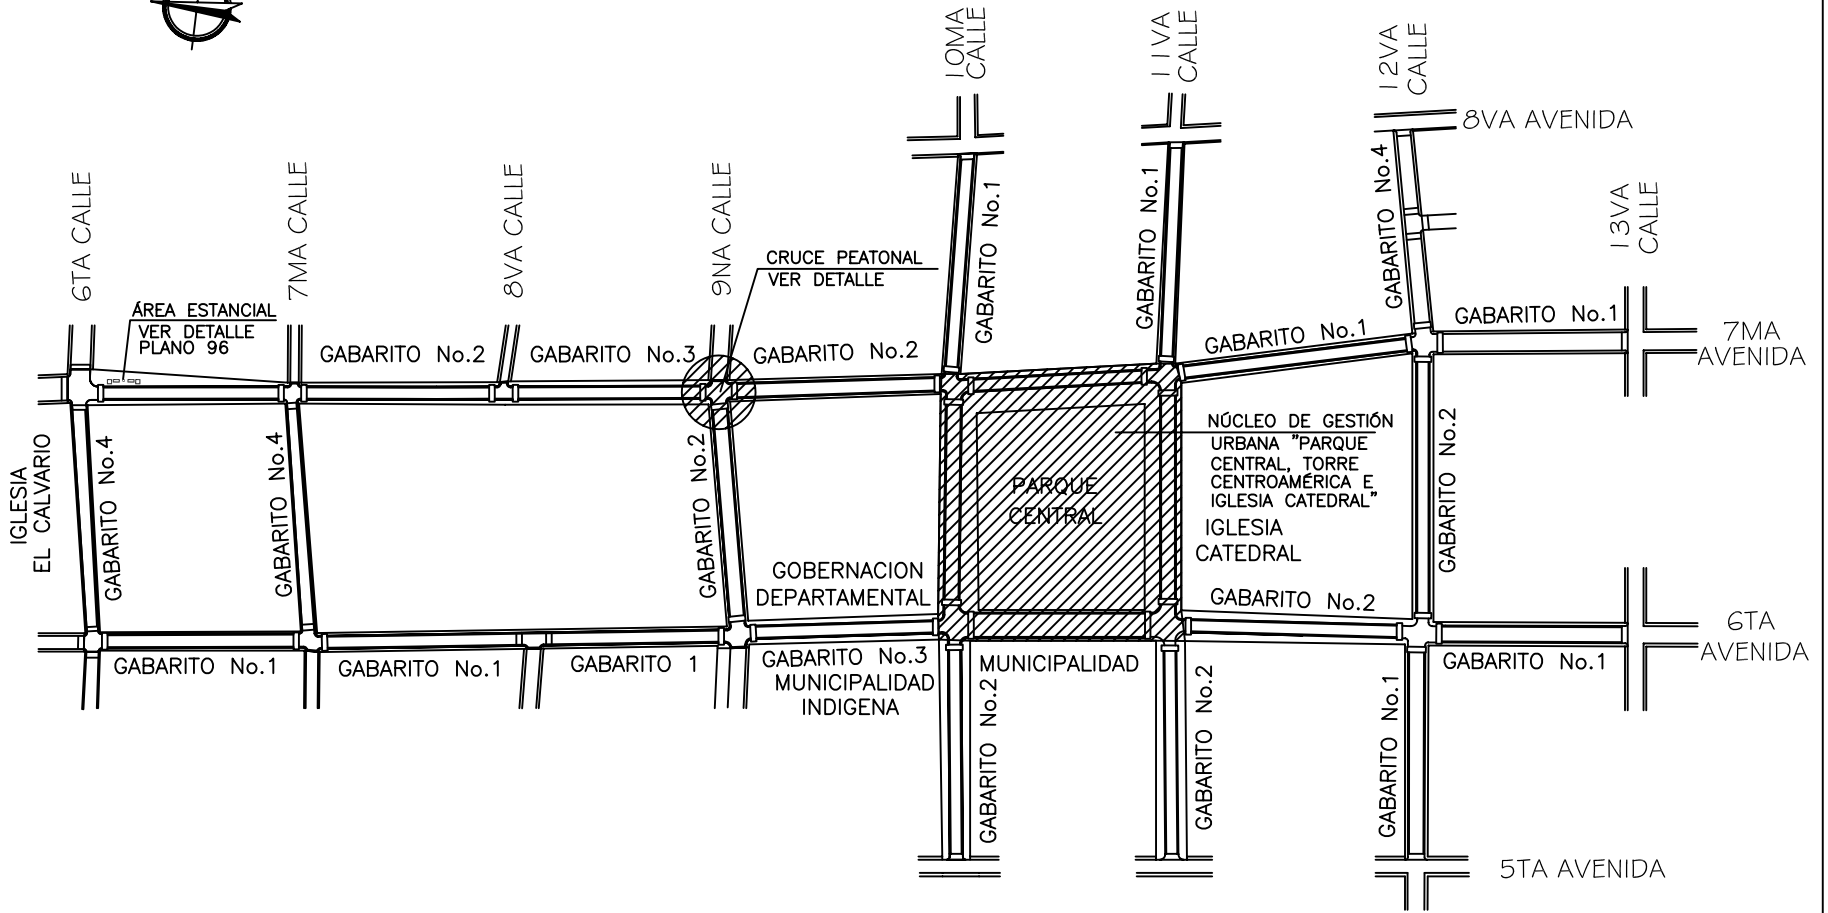 10MA
CALLE
11VA
CALLE
12VA
CALLE
8VA AVENIDA
13VA
CALLE
6TA CALLE
7MA CALLE
8VA CALLE
9NA CALLE
CRUCE PEATONAL
VER DETALLE
ÁREA ESTANCIAL
VER DETALLE
PLANO 96
GABARITO No.2
GABARITO No.3
GABARITO No.2
GABARITO No.1
GABARITO No.1
GABARITO No.4
GABARITO No.1
GABARITO No.1
7MA
AVENIDA
IGLESIA
EL CALVARIO
GABARITO No.4
GABARITO No.4
GABARITO No.2
PARQUE
CENTRAL
NÚCLEO DE GESTIÓN
URBANA "PARQUE
CENTRAL, TORRE
CENTROAMÉRICA E
IGLESIA CATEDRAL"
IGLESIA
CATEDRAL
GABARITO No.2
GOBERNACION
DEPARTAMENTAL
GABARITO No.2
6TA
AVENIDA
GABARITO No.1
GABARITO No.1
GABARITO 1
GABARITO No.3
MUNICIPALIDAD
INDIGENA
MUNICIPALIDAD
GABARITO No.1
GABARITO No.2
GABARITO No.2
GABARITO No.1
5TA AVENIDA